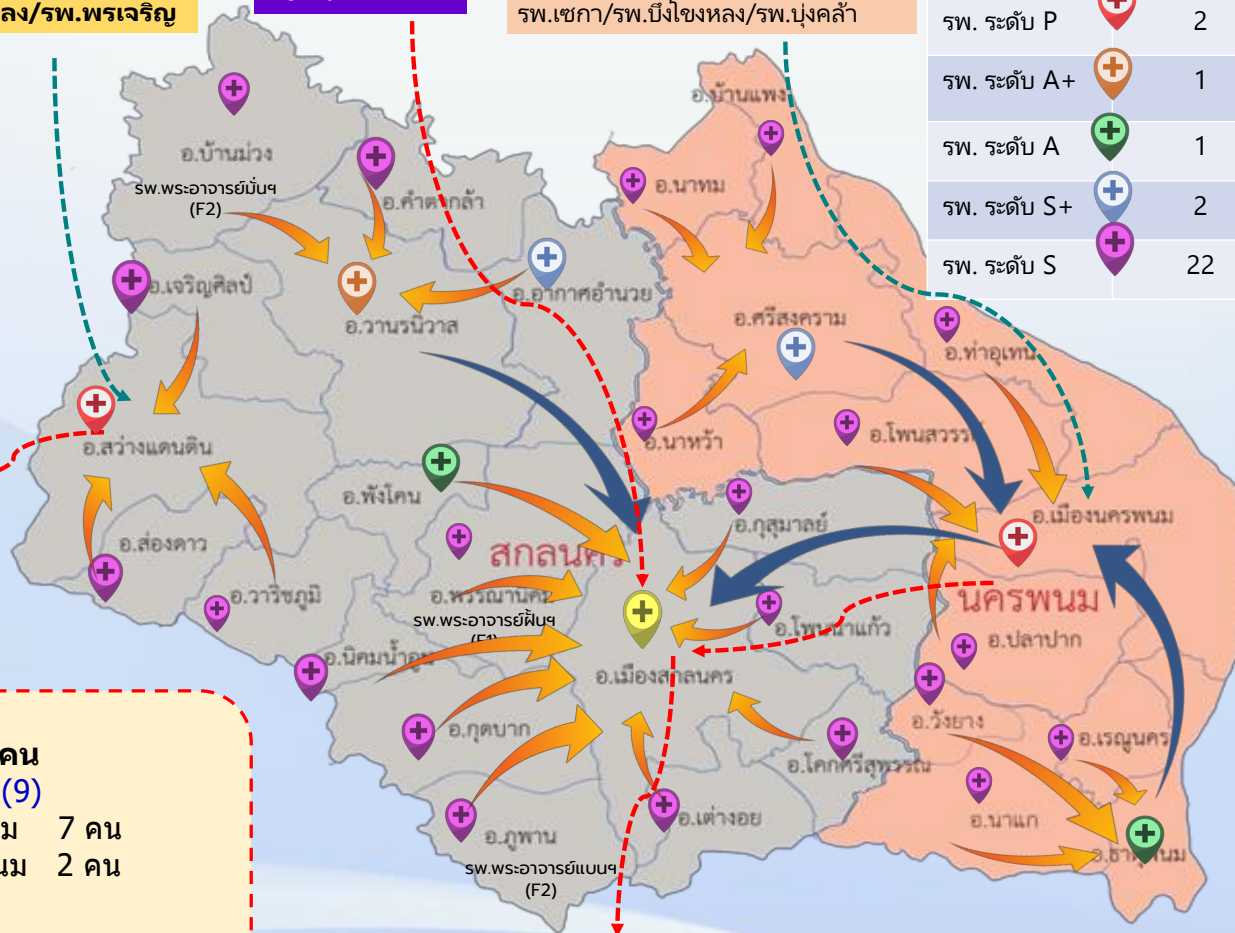 ลง/รพ.พรเจริญ
รพ.เซกา/รพ.บึงโขงหลง/รพ.บุ่งคล้า
รพ. ระดับ P 2
รพ. ระดับ A+ 1
รพ. ระดับ A 1
รพ. ระดับ S+ 2
รพ. ระดับ S 22
อ.บ้านแพง
อ.บ้านม่วง
รพ.พระอาจารย์มั่นฯ
(F2)
อ.คำตากล้า
อ.นาทม
อ.เจริญศิลป์
อ.อากาศอำนวย
อ.วานรนิวาส
อ.ศรีสงคราม
อ.ท่าอุเทน
อ.สว่างแดนดิน
อ.นาหว้า
อ.โพนสวรรค์
อ.พังโคน
อ.กุสุมาลย์
อ.เมืองนครพนม
อ.ส่องดาว
สกลนคร
อ.วาริชภูมิ
อ.พรรณานิคม
รพ.พระอาจารย์ฝั้นฯ
(F1)
นครพนม
อ.โพนนาแก้ว
อ.ปลาปาก
อ.นิคมน้ำอูน
อ.เมืองสกลนคร
อ.กุดบาก
อ.วังยาง
อ.เรณูนคร
อ.โคกศรีสุพรรณ
อ.นาแก
อ.เต่างอย
อ.ภูพาน
อ.ธาตุพนม
รพ.พระอาจารย์แบนฯ
(F2)
คน
(9)
ม 7 คน
นม 2 คน